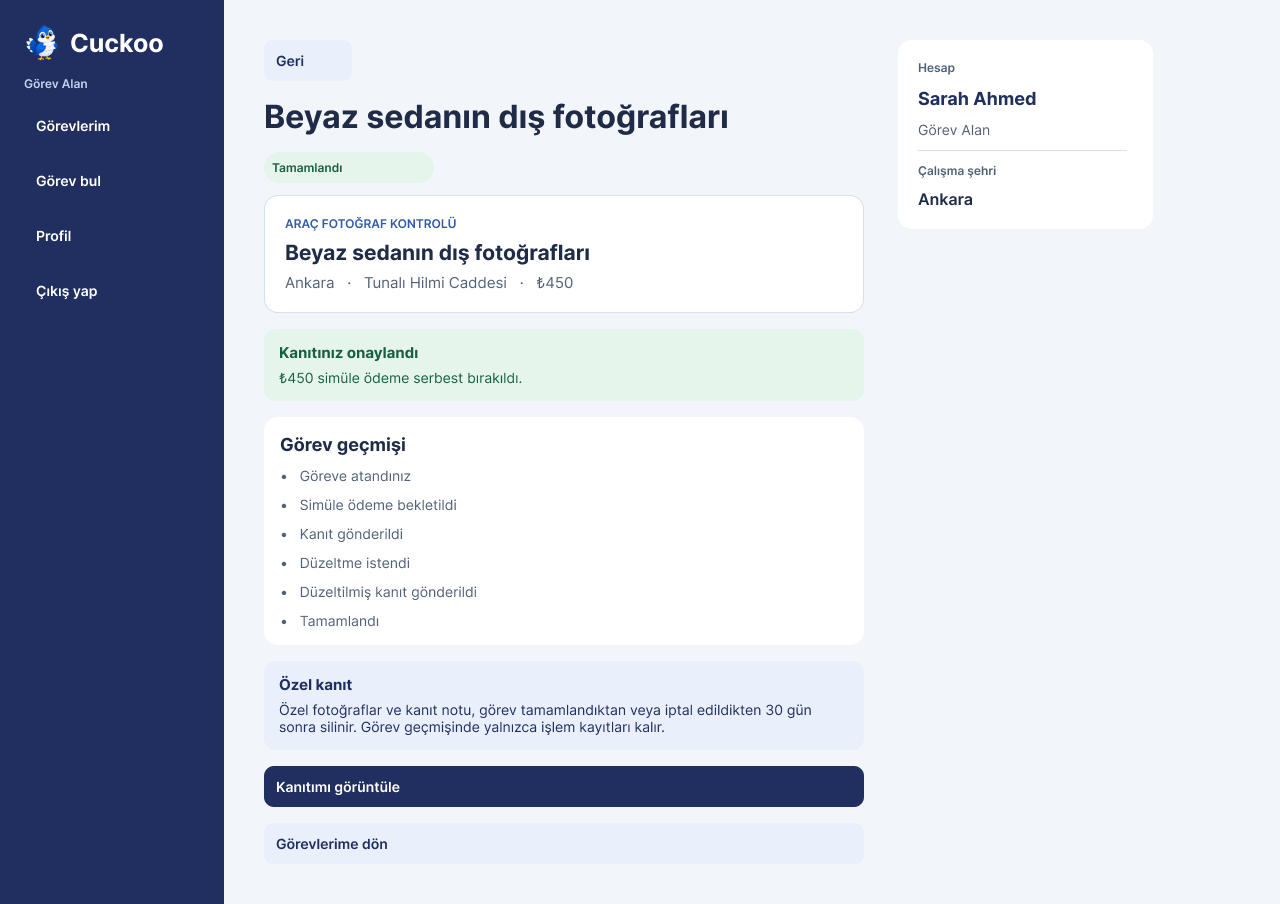 Cuckoo
Görev Alan
Görevlerim
Görev bul
Profil
Çıkış yap
Geri
Beyaz sedanın dış fotoğrafları
Tamamlandı
ARAÇ FOTOĞRAF KONTROLÜ
Beyaz sedanın dış fotoğrafları
Ankara · Tunalı Hilmi Caddesi · ₺450
Kanıtınız onaylandı
₺450 simüle ödeme serbest bırakıldı.
Görev geçmişi
• Göreve atandınız
• Simüle ödeme bekletildi
• Kanıt gönderildi
• Düzeltme istendi
• Düzeltilmiş kanıt gönderildi
• Tamamlandı
Özel kanıt
Özel fotoğraflar ve kanıt notu, görev tamamlandıktan veya iptal edildikten 30 gün
sonra silinir. Görev geçmişinde yalnızca işlem kayıtları kalır.
Kanıtımı görüntüle
Görevlerime dön
Hesap
Sarah Ahmed
Görev Alan
Çalışma şehri
Ankara